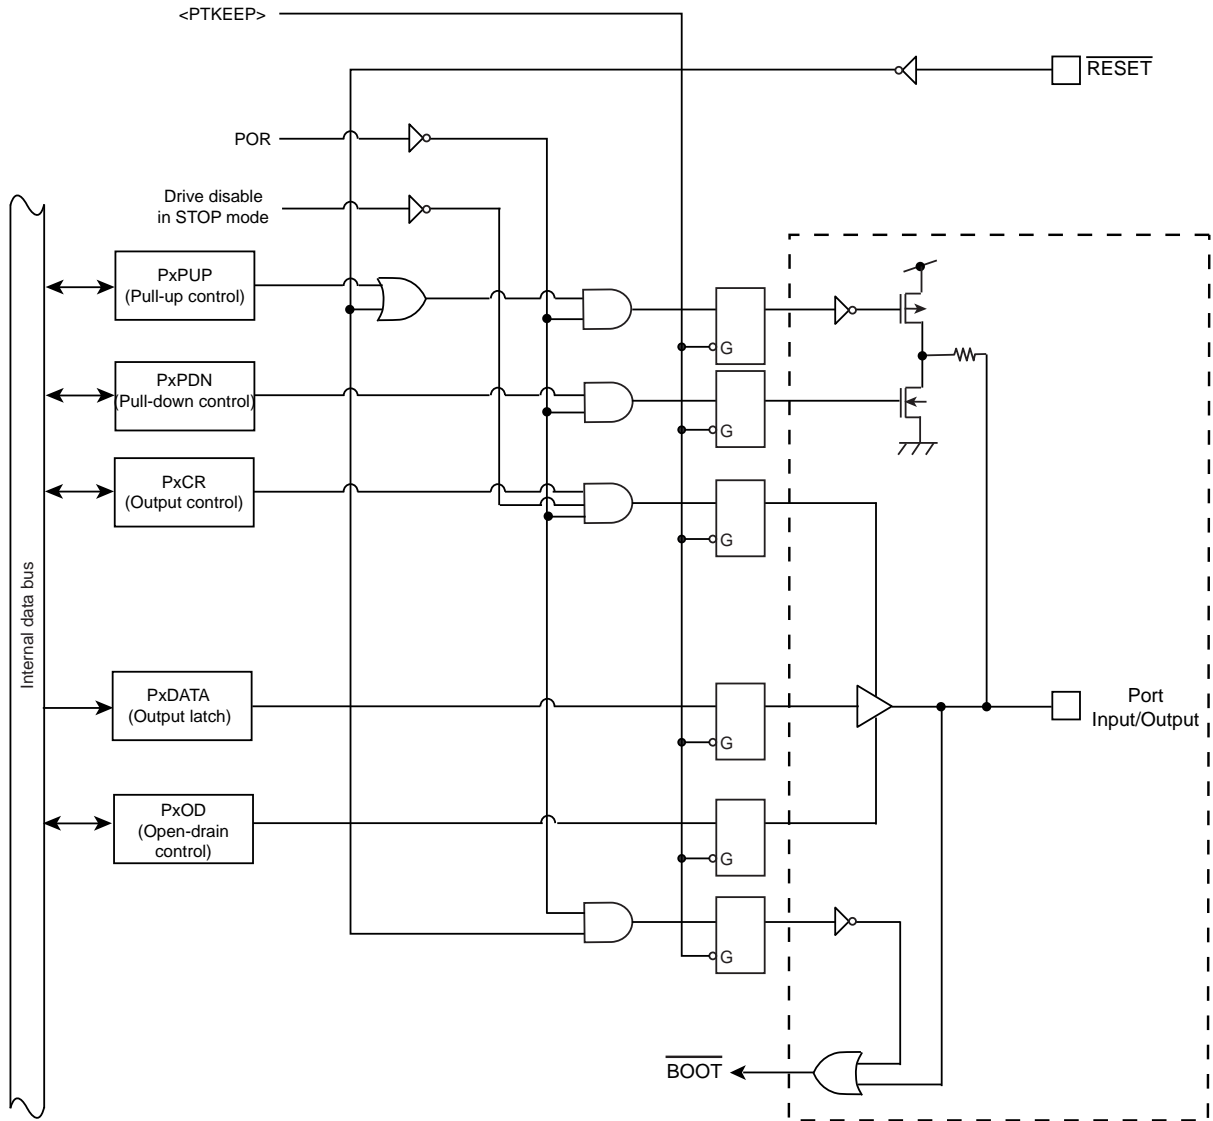 <PTKEEP>
RESET
POR
Drive disable
in STOP mode
PxPUP
(Pull-up control)
G
PxPDN
(Pull-down control)
G
PxCR
(Output control)
G
Internal data bus
PxDATA
(Output latch)
G
Port
Input/Output
PxOD
(Open-drain
control)
G
G
BOOT